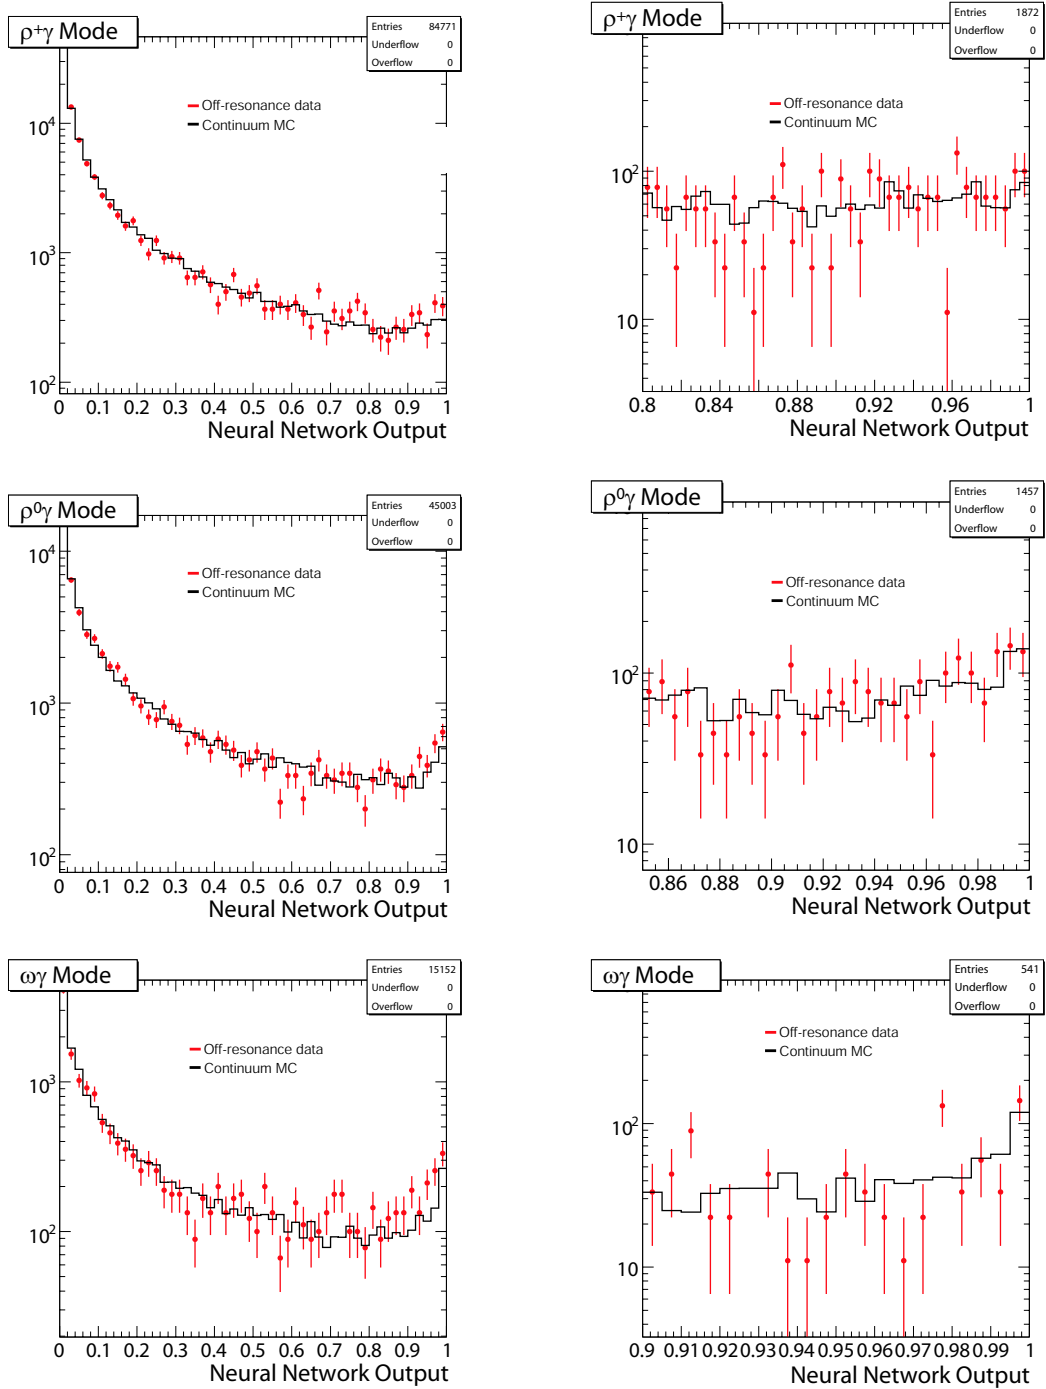 ρ⁺γ Mode
Entries 84771
Underflow 0
Overflow 0
Off-resonance data
Continuum MC
10⁴
10³
10²
0 0.1 0.2 0.3 0.4 0.5 0.6 0.7 0.8 0.9 1
Neural Network Output
ρ⁺γ Mode
Entries 1872
Underflow 0
Overflow 0
Off-resonance data
Continuum MC
10²
10
0.8 0.84 0.88 0.92 0.96 1
Neural Network Output
ρ⁰γ Mode
Entries 45003
Underflow 0
Overflow 0
Off-resonance data
Continuum MC
10⁴
10³
10²
0 0.1 0.2 0.3 0.4 0.5 0.6 0.7 0.8 0.9 1
Neural Network Output
ρ⁰γ Mode
Entries 1457
Underflow 0
Overflow 0
Off-resonance data
Continuum MC
10²
10
0.86 0.88 0.9 0.92 0.94 0.96 0.98 1
Neural Network Output
ωγ Mode
Entries 15152
Underflow 0
Overflow 0
Off-resonance data
Continuum MC
10³
10²
0 0.1 0.2 0.3 0.4 0.5 0.6 0.7 0.8 0.9 1
Neural Network Output
ωγ Mode
Entries 541
Underflow 0
Overflow 0
Off-resonance data
Continuum MC
10²
10
0.9 0.91 0.92 0.93 0.94 0.95 0.96 0.97 0.98 0.99 1
Neural Network Output